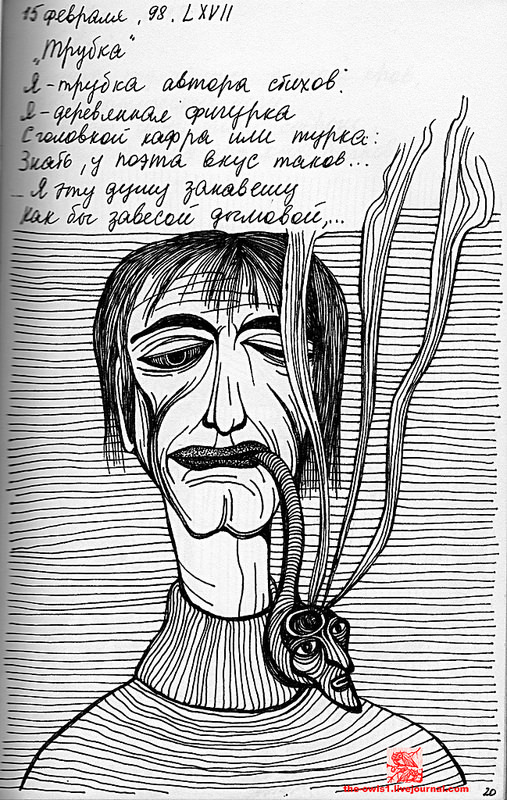 15 февраля, 98. LXVII
„Трубка“
Я-трубка автора стихов.
Я-деревянная фигурка
С головкой кафра или турка:
Знать, у поэта вкус таков...
Я эту душу занавешу
Как бы завесой дымовой,...
the-owls1.livejournal.com
20